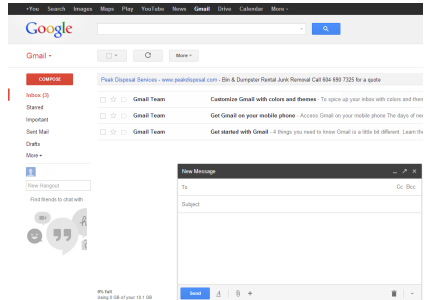 +You Search Images Maps Play YouTube News Gmail Drive Calendar More
Google
Gmail
More
COMPOSE
Peak Disposal Services - www.peakdisposal.com - Bin & Dumpster Rental Junk Removal Call 604 690 7325 for a quote
Inbox (3)
Gmail Team Customize Gmail with colors and themes - To spice up your inbox with colors and them
Starred
Gmail Team Get Gmail on your mobile phone - Access Gmail on your mobile phone The days of nee
Important
Sent Mail
Gmail Team Get started with Gmail - 4 things you need to know Gmail is a little bit different. Learn the
Drafts
More
New Message
New Hangout
To Cc Bcc
Find friends to chat with
Subject
0% full
Using 0 GB of your 10.1 GB
Send A